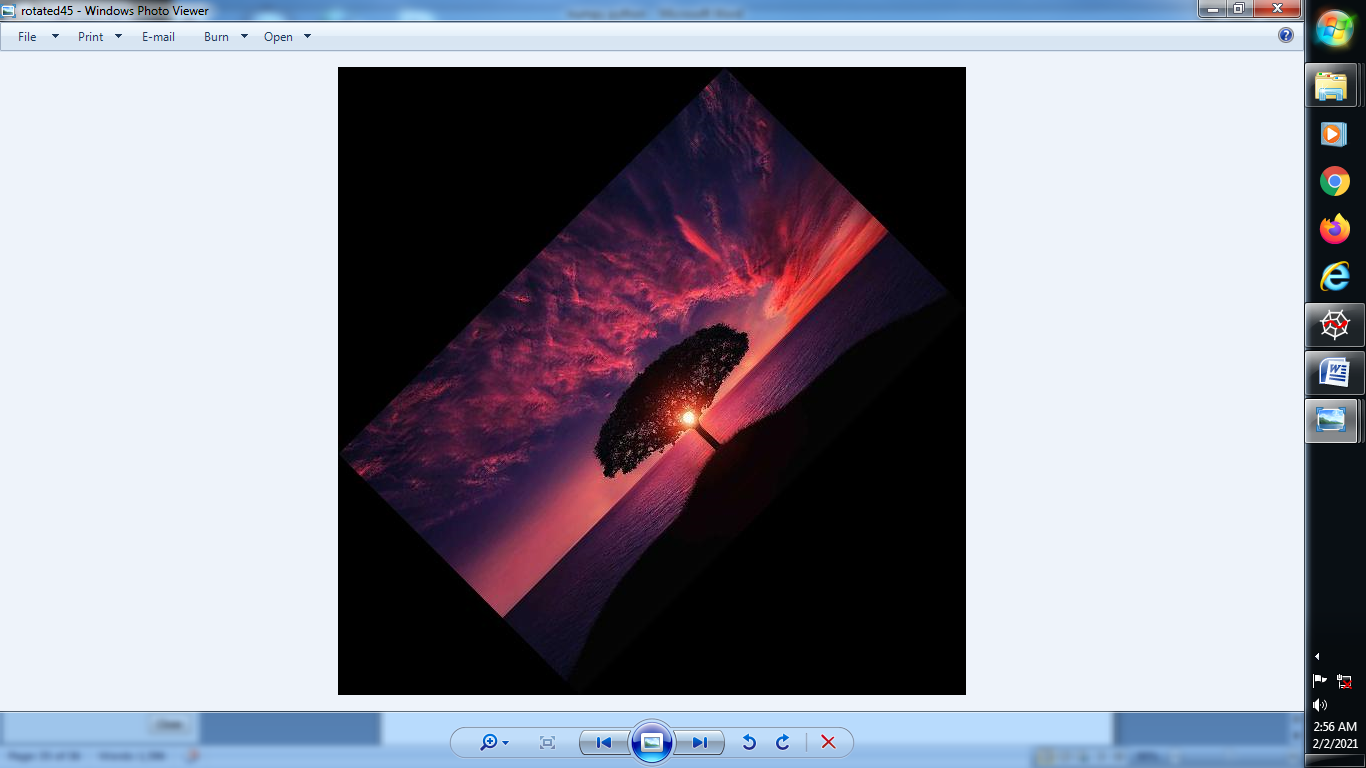 rotated45 - Windows Photo Viewer
File Print E-mail Burn Open
2:56 AM
2/2/2021